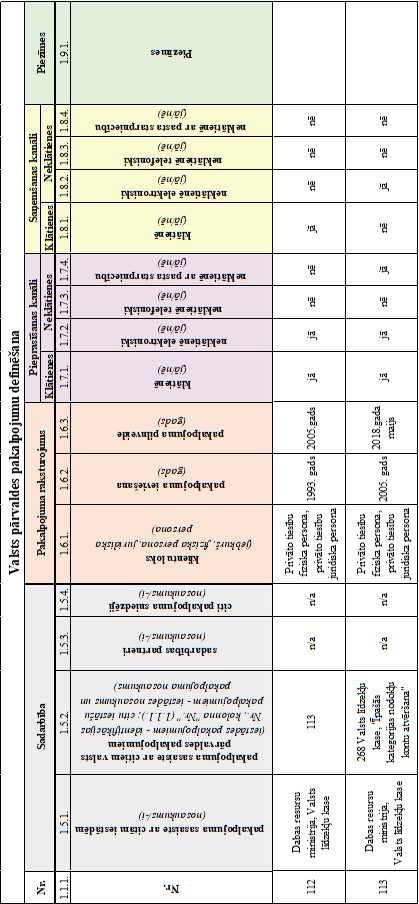 Valsts pārvaldes pakalpojumu definēšana
Nr.
Sadarbība
Pakalpojuma raksturojums
Pieprasīšanas kanāli
Saņemšanas kanāli
Piezīmes
Klātienes
Neklātienes
Klātienes
Neklātienes
1.1.1.
1.5.1.
1.5.2.
1.5.3.
1.5.4.
1.6.1.
1.6.2.
1.6.3.
1.7.1.
1.7.2.
1.7.3.
1.7.4.
1.8.1.
1.8.2.
1.8.3.
1.8.4.
1.9.1.
Nr.
pakalpojuma sasaiste ar citām iestādēm
(nosaukums(-i))
pakalpojuma sasaiste ar citiem valsts
pārvaldes pakalpojumiem
(iestādes pakalpojumiem - identifikācijas
Nr., kolonna "Nr." (1.1.1.); citu iestāžu
pakalpojumiem - iestādes nosaukums un
pakalpojuma nosaukums)
sadarbības partneri
(nosaukums(-i))
citi pakalpojuma sniedzēji
(nosaukums(-i))
klientu loks
(jebkurš, fiziska persona, juridiska
persona)
pakalpojuma ieviešana
(gads)
pakalpojuma pilnveide
(gads)
klātienē
(jā/nē)
neklātienē elektroniski
(jā/nē)
neklātienē telefoniski
(jā/nē)
neklātienē ar pasta starpniecību
(jā/nē)
klātienē
(jā/nē)
neklātienē elektroniski
(jā/nē)
neklātienē telefoniski
(jā/nē)
neklātienē ar pasta starpniecību
(jā/nē)
Piezīmes
112
Dabas resursu
ministrija, Valsts
līdzekļu kase
113
n/a
n/a
Privāto tiesību
fiziska persona,
privāto tiesību
juridiska persona
1993. gads
2005.gads
jā
jā
nē
nē
jā
nē
nē
nē
113
Dabas resursu
ministrija,
Valsts līdzekļu kase
268 Valsts līdzekļu
kase, "Īpašās
kategorijas nodokļu
kontu atvēršana"
n/a
n/a
Privāto tiesību
fiziska persona,
privāto tiesību
juridiska persona
2005. gads
2018.gada
maijs
jā
jā
nē
jā
nē
jā
nē
nē